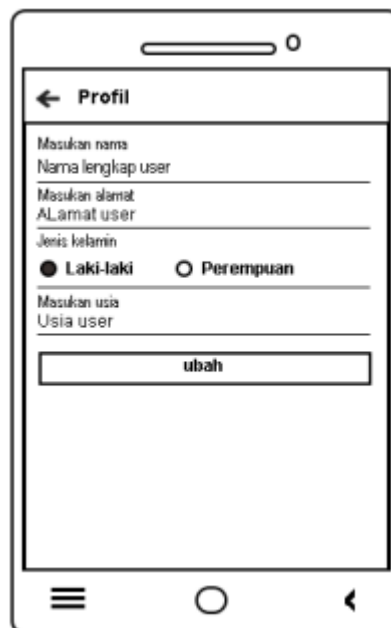 Profil
Masukan nama
Nama lengkap user
Masukan alamat
ALamat user
Jenis kelamin
Laki-laki Perempuan
Masukan usia
Usia user
ubah